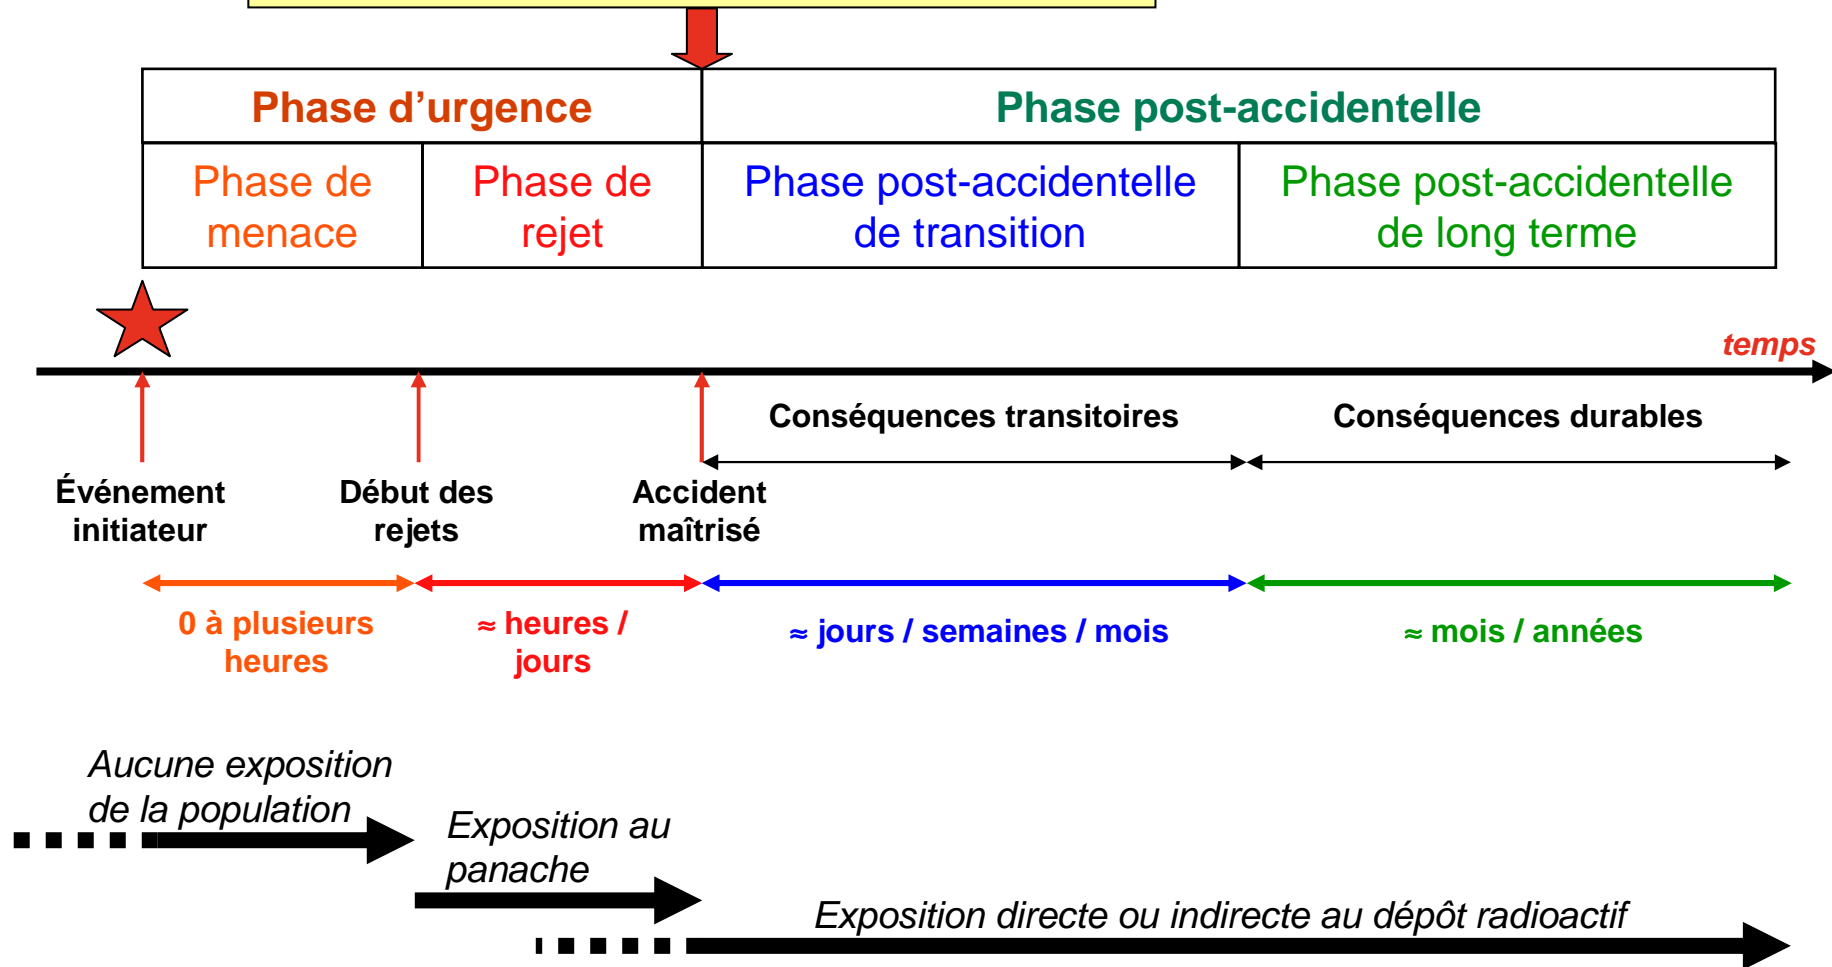 Phase d’urgence
Phase post-accidentelle
Phase de
menace
Phase de
rejet
Phase post-accidentelle
de transition
Phase post-accidentelle
de long terme
temps
Conséquences transitoires
Conséquences durables
Événement
initiateur
Début des
rejets
Accident
maîtrisé
0 à plusieurs
heures
≈ heures /
jours
≈ jours / semaines / mois
≈ mois / années
Aucune exposition
de la population
Exposition au
panache
Exposition directe ou indirecte au dépôt radioactif